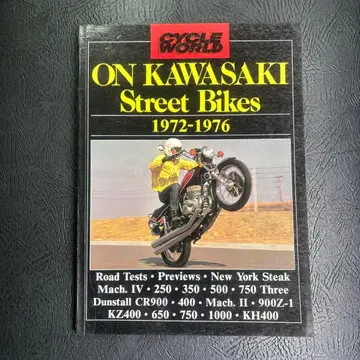 CYCLE
WORLD
ON KAWASAKI
Street Bikes
1972-1976
Road Tests • Previews • New York Steak
Mach. IV • 250 • 350 • 500 • 750 Three
Dunstall CR900 • 400 • Mach. II • 900Z-1
KZ400 • 650 • 750 • 1000 • KH400